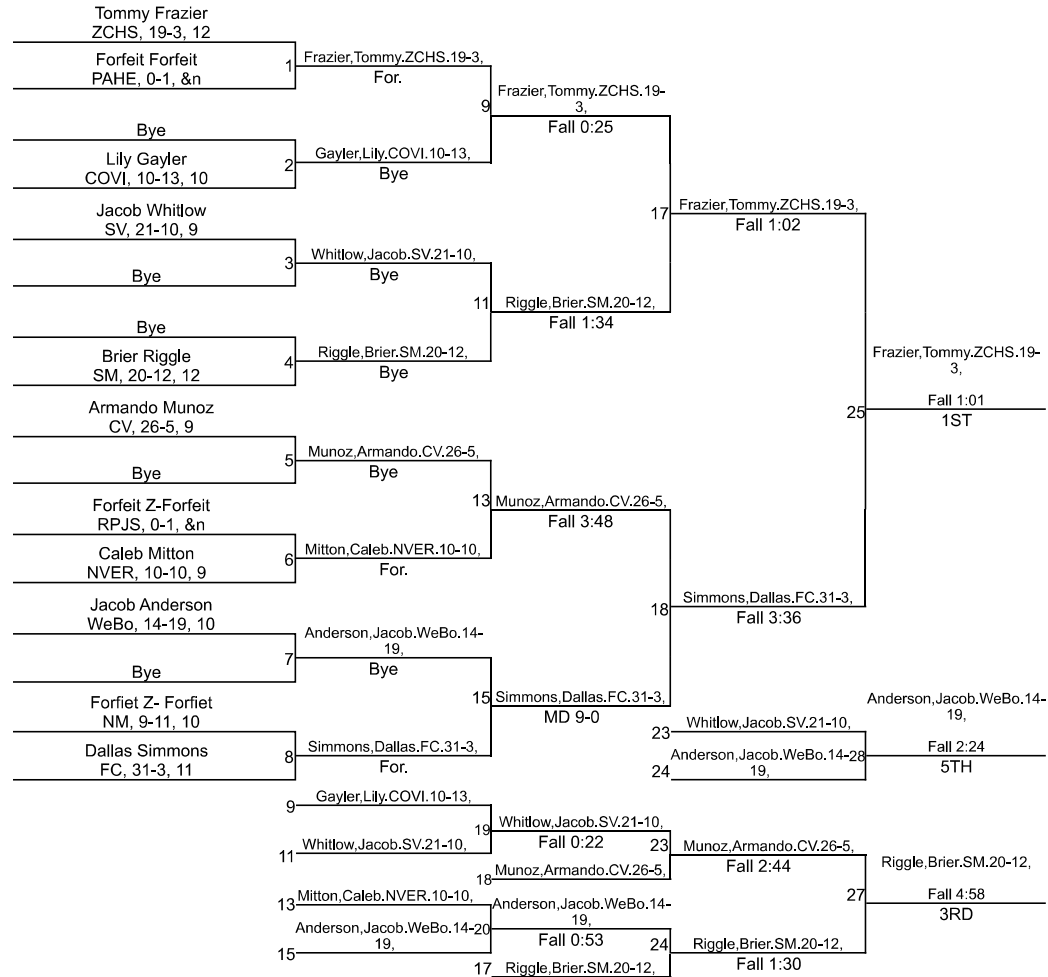 Tommy Frazier
ZCHS, 19-3, 12
Forfeit Forfeit
PAHE, 0-1, &n
1
Frazier,Tommy.ZCHS.19-3,
For.
Bye
Lily Gayler
COVI, 10-13, 10
2
Gayler,Lily.COVI.10-13,
Bye
9
Frazier,Tommy.ZCHS.19-
3,
Fall 0:25
Jacob Whitlow
SV, 21-10, 9
Bye
3
Whitlow,Jacob.SV.21-10,
Bye
Bye
Brier Riggle
SM, 20-12, 12
4
Riggle,Brier.SM.20-12,
Bye
11
Riggle,Brier.SM.20-12,
Fall 1:34
17
Frazier,Tommy.ZCHS.19-3,
Fall 1:02
Armando Munoz
CV, 26-5, 9
Bye
5
Munoz,Armando.CV.26-5,
Bye
Forfeit Z-Forfeit
RPJS, 0-1, &n
Caleb Mitton
NVER, 10-10, 9
6
Mitton,Caleb.NVER.10-10,
For.
13
Munoz,Armando.CV.26-5,
Fall 3:48
Jacob Anderson
WeBo, 14-19, 10
Bye
7
Anderson,Jacob.WeBo.14-
19,
Bye
Forfiet Z- Forfiet
NM, 9-11, 10
Dallas Simmons
FC, 31-3, 11
8
Simmons,Dallas.FC.31-3,
For.
15
Simmons,Dallas.FC.31-3,
MD 9-0
18
Simmons,Dallas.FC.31-3,
Fall 3:36
25
Frazier,Tommy.ZCHS.19-
3,
Fall 1:01
1ST
23
Whitlow,Jacob.SV.21-10,
24
Anderson,Jacob.WeBo.14-
19,
28
Anderson,Jacob.WeBo.14-
19,
Fall 2:24
5TH
9
Gayler,Lily.COVI.10-13,
11
Whitlow,Jacob.SV.21-10,
19
Whitlow,Jacob.SV.21-10,
Fall 0:22
18
Munoz,Armando.CV.26-5,
23
Munoz,Armando.CV.26-5,
Fall 2:44
13
Mitton,Caleb.NVER.10-10,
15
Anderson,Jacob.WeBo.14-
19,
20
Anderson,Jacob.WeBo.14-
19,
Fall 0:53
17
Riggle,Brier.SM.20-12,
24
Riggle,Brier.SM.20-12,
Fall 1:30
27
Riggle,Brier.SM.20-12,
Fall 4:58
3RD